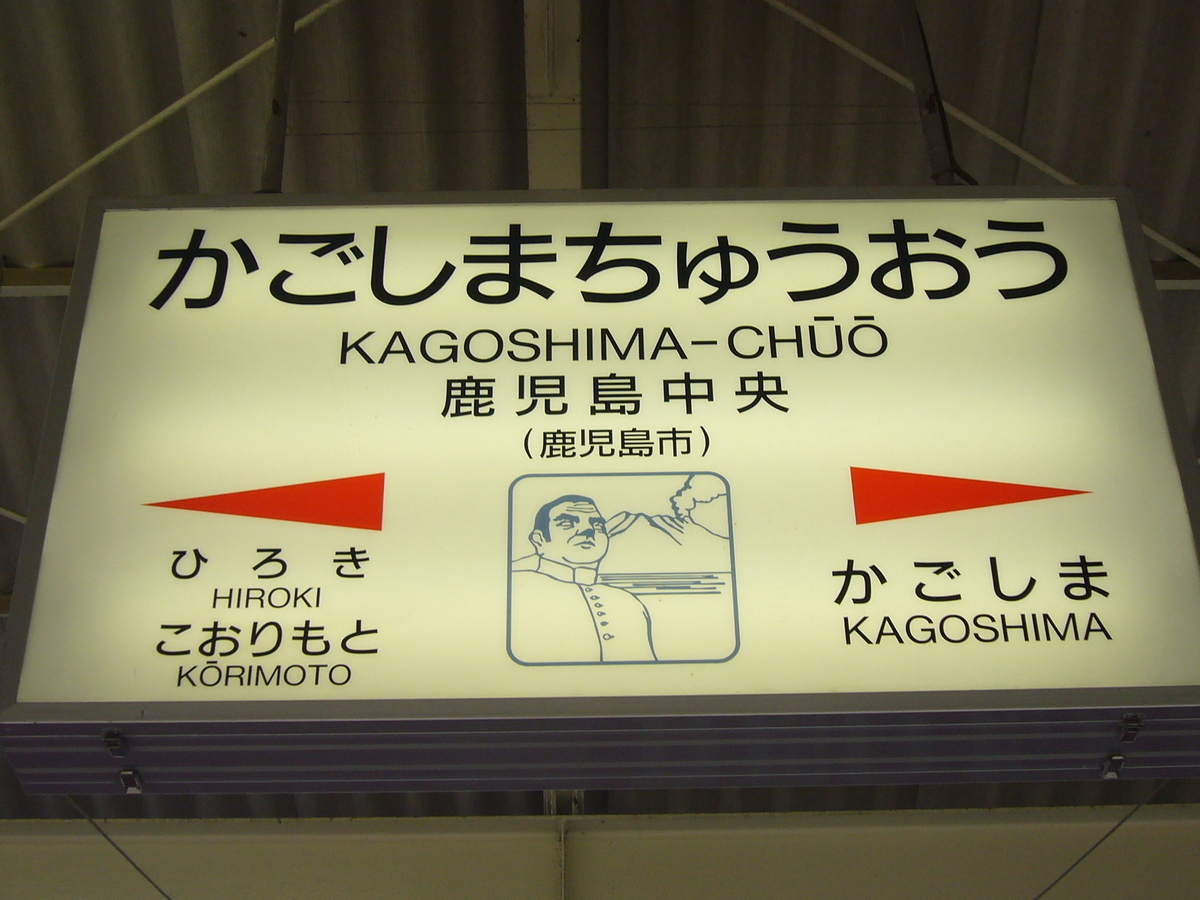 かごしまちゅうおう
KAGOSHIMA-CHŪŌ
鹿児島中央
(鹿児島市)
ひろき
HIROKI
こおりもと
KŌRIMOTO
かごしま
KAGOSHIMA